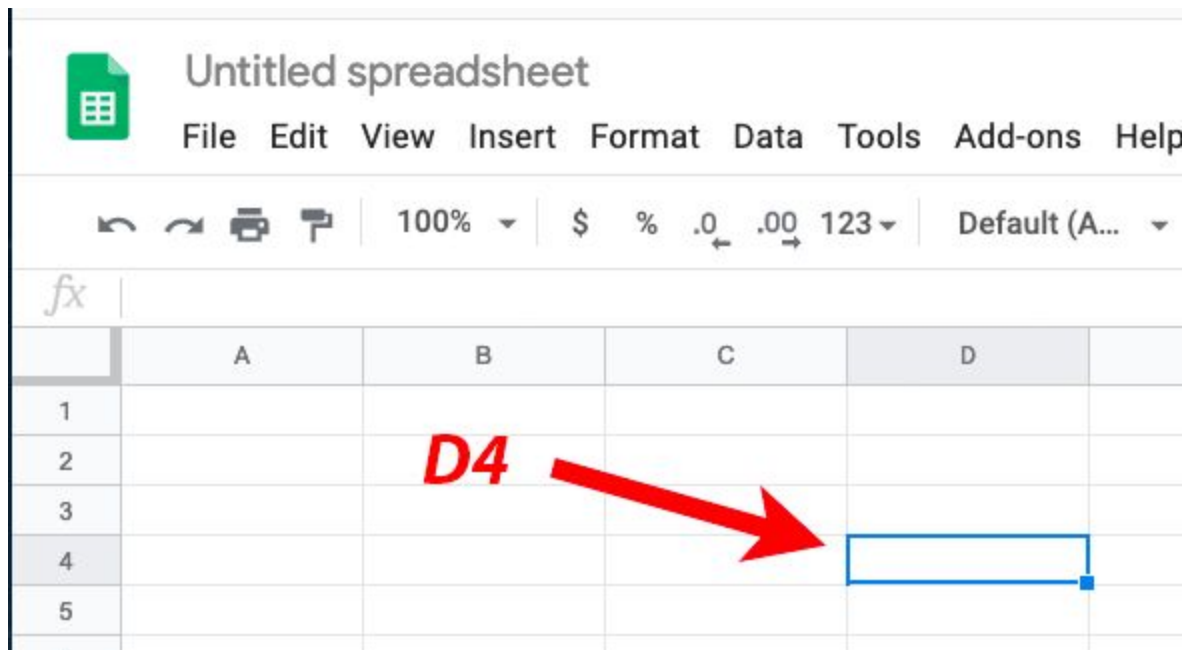 Untitled spreadsheet
File Edit View Insert Format Data Tools Add-ons Help
100% $ % .0 .00 123 Default (A...
fx
A B C D
1
2
D4
3
4
5